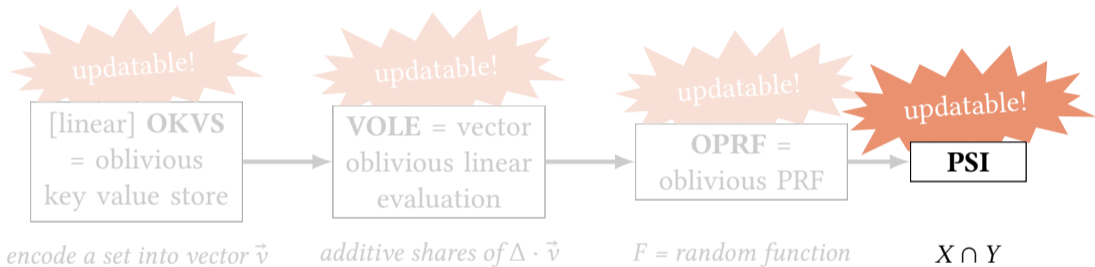 updatable!
[linear] OKVS
= oblivious
key value store
encode a set into vector v⃗
updatable!
VOLE = vector
oblivious linear
evaluation
additive shares of Δ · v⃗
updatable!
OPRF =
oblivious PRF
F = random function
updatable!
PSI
X ∩ Y